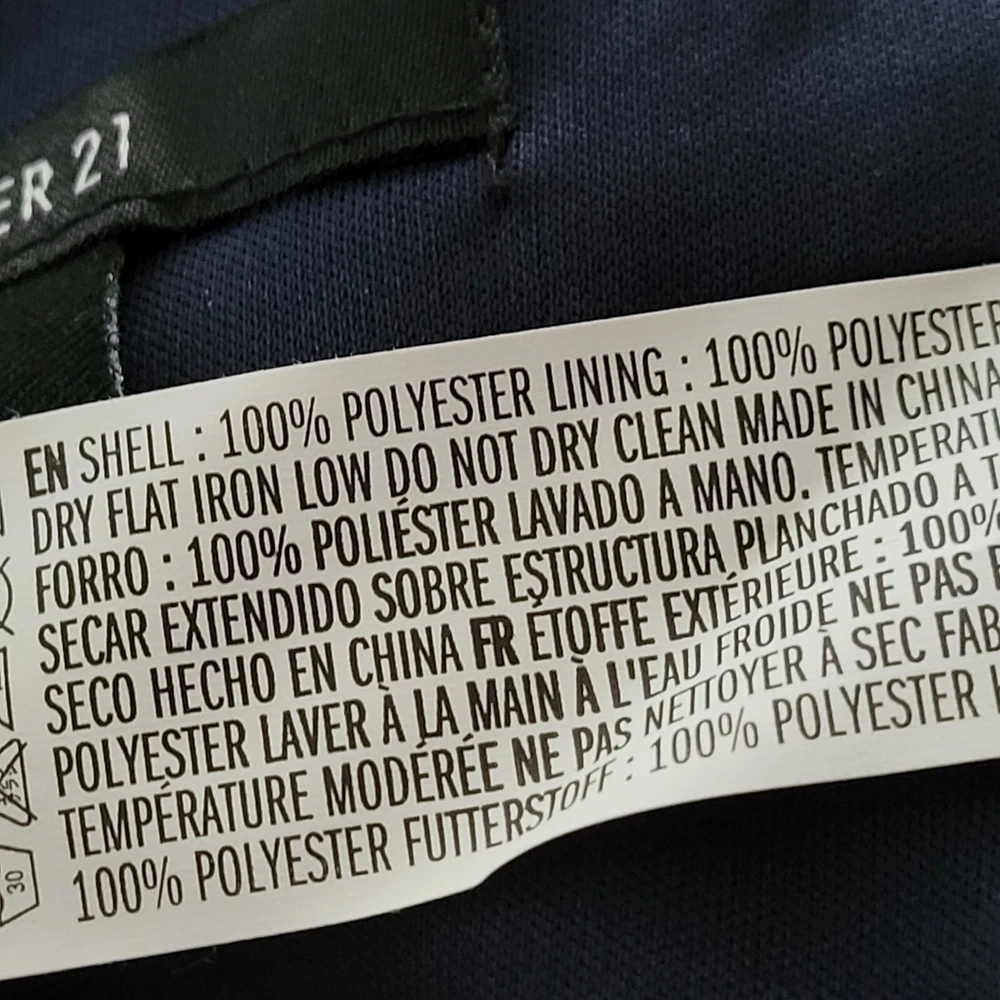 ER 21
EN SHELL : 100% POLYESTER LINING : 100% POLYESTER
DRY FLAT IRON LOW DO NOT DRY CLEAN MADE IN CHINA
FORRO : 100% POLIÉSTER LAVADO A MANO. TEMPERATU
SECAR EXTENDIDO SOBRE ESTRUCTURA PLANCHADO A T
SECO HECHO EN CHINA FR ÉTOFFE EXTÉRIEURE : 100%
POLYESTER LAVER À LA MAIN À L'EAU FROIDE NE PAS
TEMPÉRATURE MODÉRÉE NE PAS NETTOYER À SEC FAB
100% POLYESTER FUTTERSTOFF : 100% POLYESTER
30